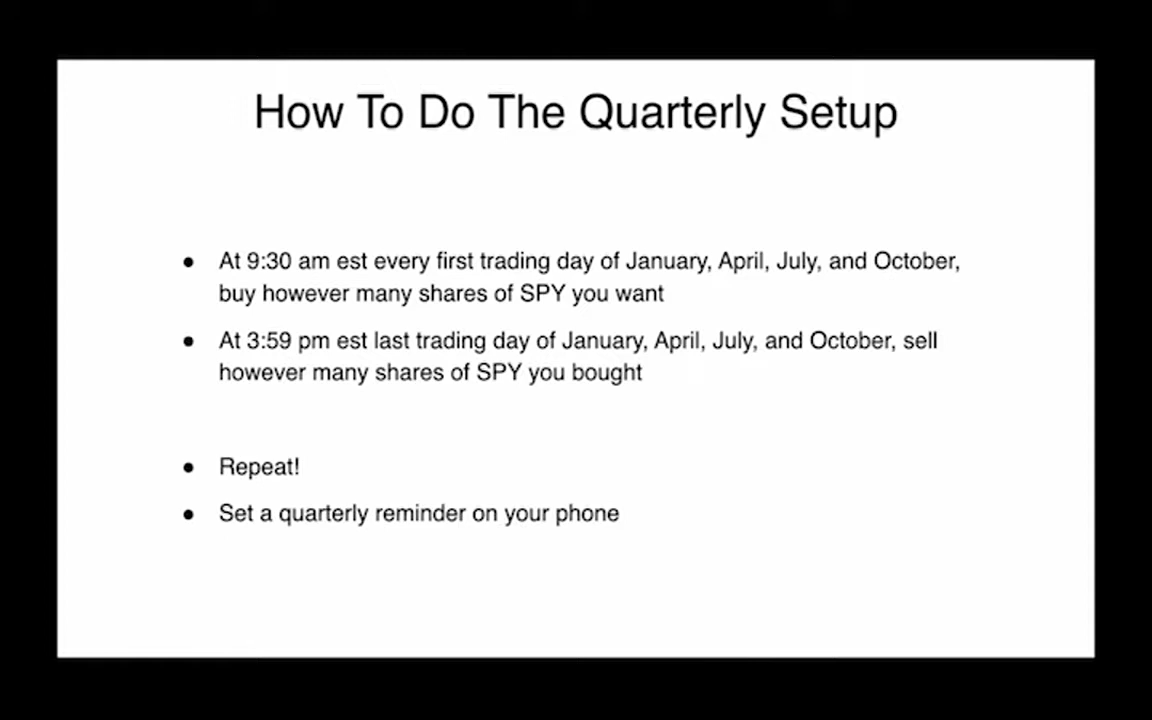 How To Do The Quarterly Setup
● At 9:30 am est every first trading day of January, April, July, and October,
buy however many shares of SPY you want
● At 3:59 pm est last trading day of January, April, July, and October, sell
however many shares of SPY you bought
● Repeat!
● Set a quarterly reminder on your phone